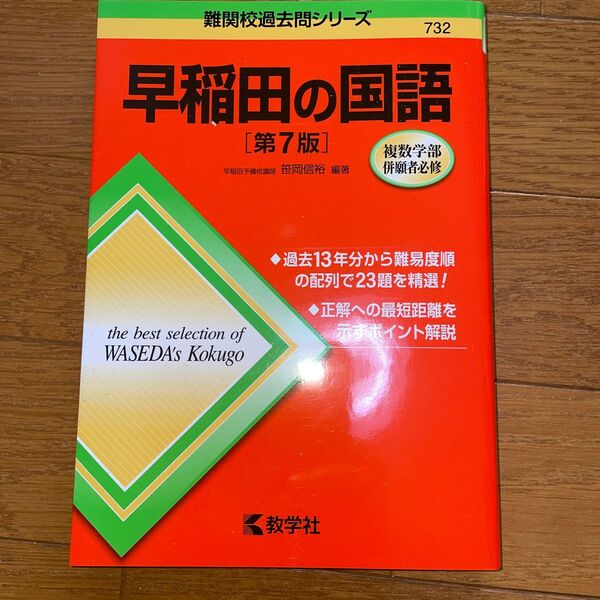 難関校過去問シリーズ
732
早稲田の国語
［第7版］
早稲田予備校講師 笹岡信裕 編著
複数学部
併願者必修
◆過去13年分から難易度順
の配列で23題を精選！
◆正解への最短距離を
示すポイント解説
the best selection of
WASEDA's Kokugo
教学社